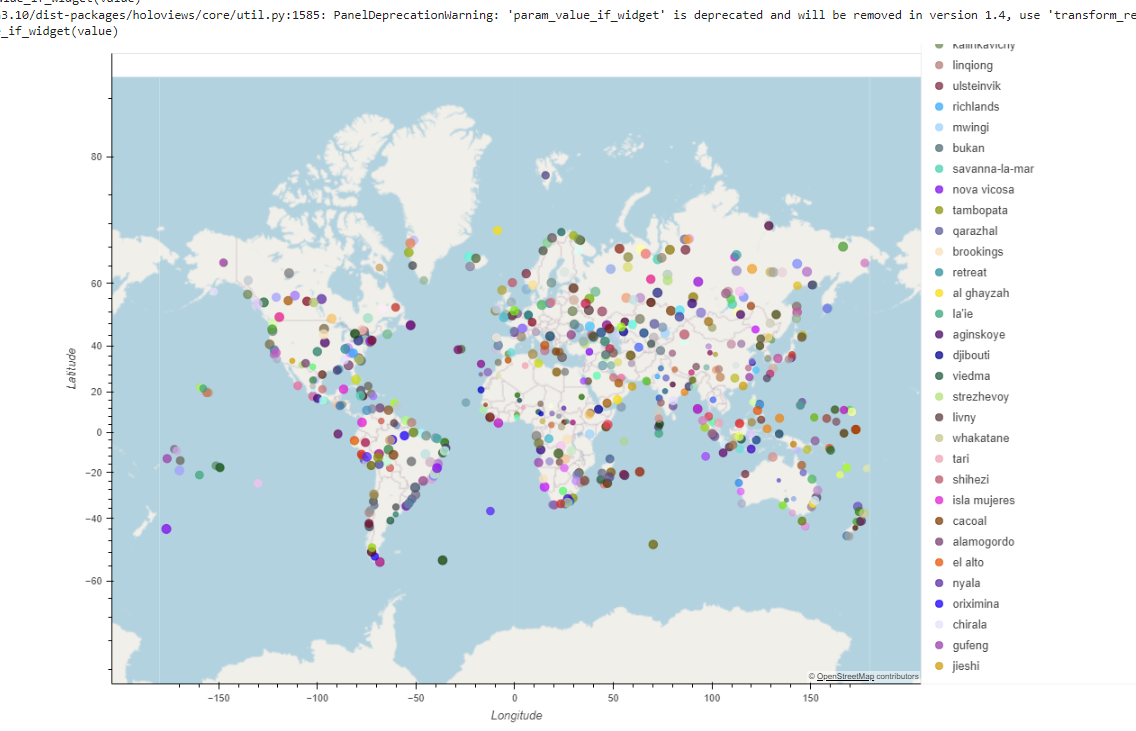 alue_if_widget(value)
3.10/dist-packages/holoviews/core/util.py:1585: PanelDeprecationWarning: 'param_value_if_widget' is deprecated and will be removed in version 1.4, use 'transform_re
_if_widget(value)
kalinkavichy
linqiong
ulsteinvik
richlands
mwingi
bukan
savanna-la-mar
nova vicosa
tambopata
qarazhal
brookings
retreat
al ghayzah
la'ie
aginskoye
djibouti
viedma
strezhevoy
livny
whakatane
tari
shihezi
isla mujeres
cacoal
alamogordo
el alto
nyala
oriximina
chirala
gufeng
jieshi
80
60
40
20
0
−20
−40
−60
Latitude
© OpenStreetMap contributors
−150
−100
−50
0
50
100
150
Longitude